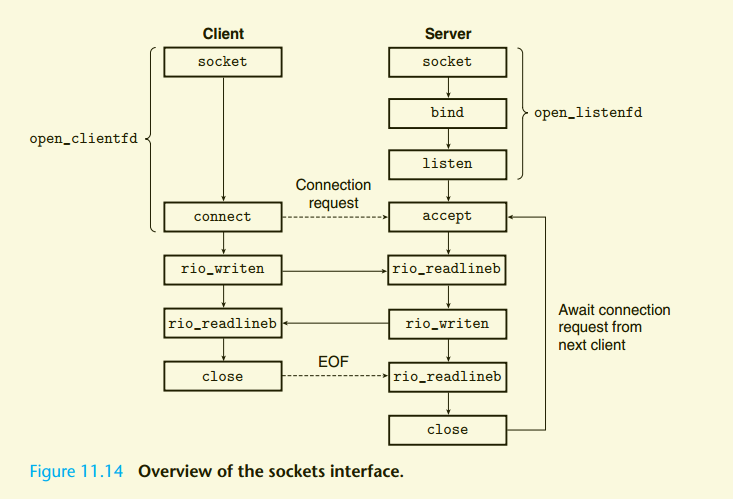 Client
Server
socket
socket
bind
open_listenfd
open_clientfd
listen
Connection
request
connect
accept
rio_writen
rio_readlineb
Await connection
request from
next client
rio_readlineb
rio_writen
EOF
close
rio_readlineb
close
Figure 11.14 Overview of the sockets interface.